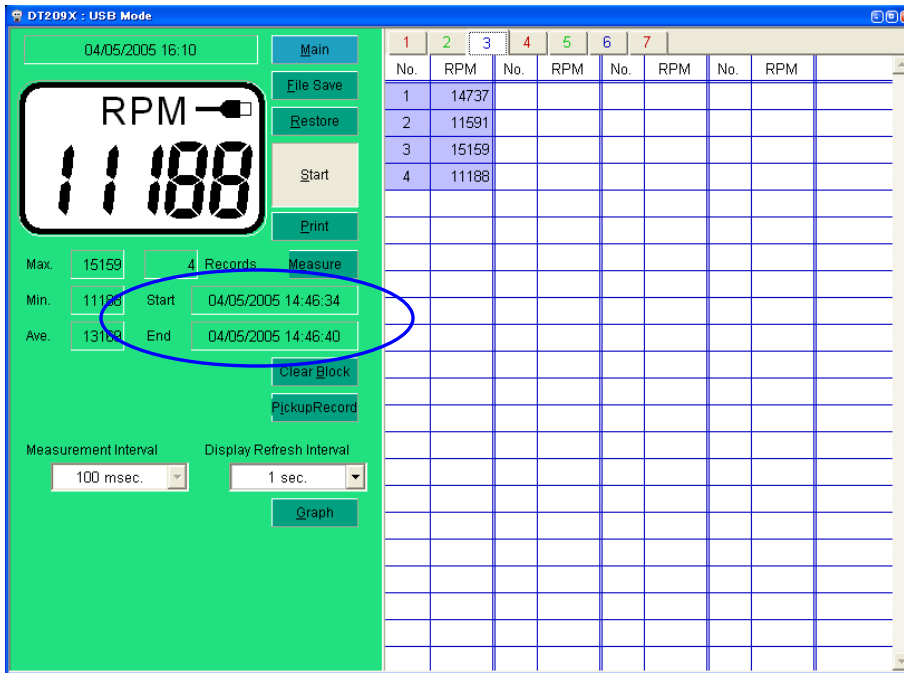 DT209X : USB Mode
04/05/2005 16:10
Main
File Save
Restore
Start
Print
RPM
11188
Max. 15159 4 Records Measure
Min. 11188 Start 04/05/2005 14:46:34
Ave. 13169 End 04/05/2005 14:46:40
Clear Block
PickupRecord
Measurement Interval Display Refresh Interval
100 msec. 1 sec.
Graph
1 2 3 4 5 6 7
No. RPM No. RPM No. RPM No. RPM
1 14737
2 11591
3 15159
4 11188